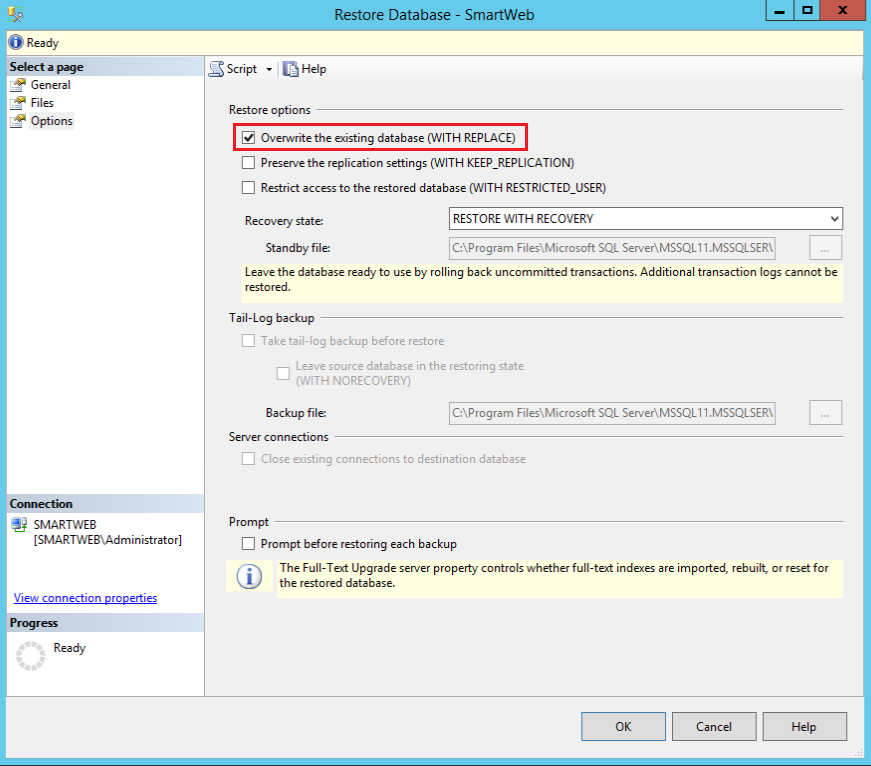 Restore Database - SmartWeb
Ready
Select a page
General
Files
Options
Script
Help
Restore options
Overwrite the existing database (WITH REPLACE)
Preserve the replication settings (WITH KEEP_REPLICATION)
Restrict access to the restored database (WITH RESTRICTED_USER)
Recovery state:
RESTORE WITH RECOVERY
Standby file:
C:\Program Files\Microsoft SQL Server\MSSQL11.MSSQLSER\
...
Leave the database ready to use by rolling back uncommitted transactions. Additional transaction logs cannot be
restored.
Tail-Log backup
Take tail-log backup before restore
Leave source database in the restoring state
(WITH NORECOVERY)
Backup file:
C:\Program Files\Microsoft SQL Server\MSSQL11.MSSQLSER\
...
Server connections
Close existing connections to destination database
Prompt
Prompt before restoring each backup
The Full-Text Upgrade server property controls whether full-text indexes are imported, rebuilt, or reset for
the restored database.
Connection
SMARTWEB
[SMARTWEB\Administrator]
View connection properties
Progress
Ready
OK
Cancel
Help